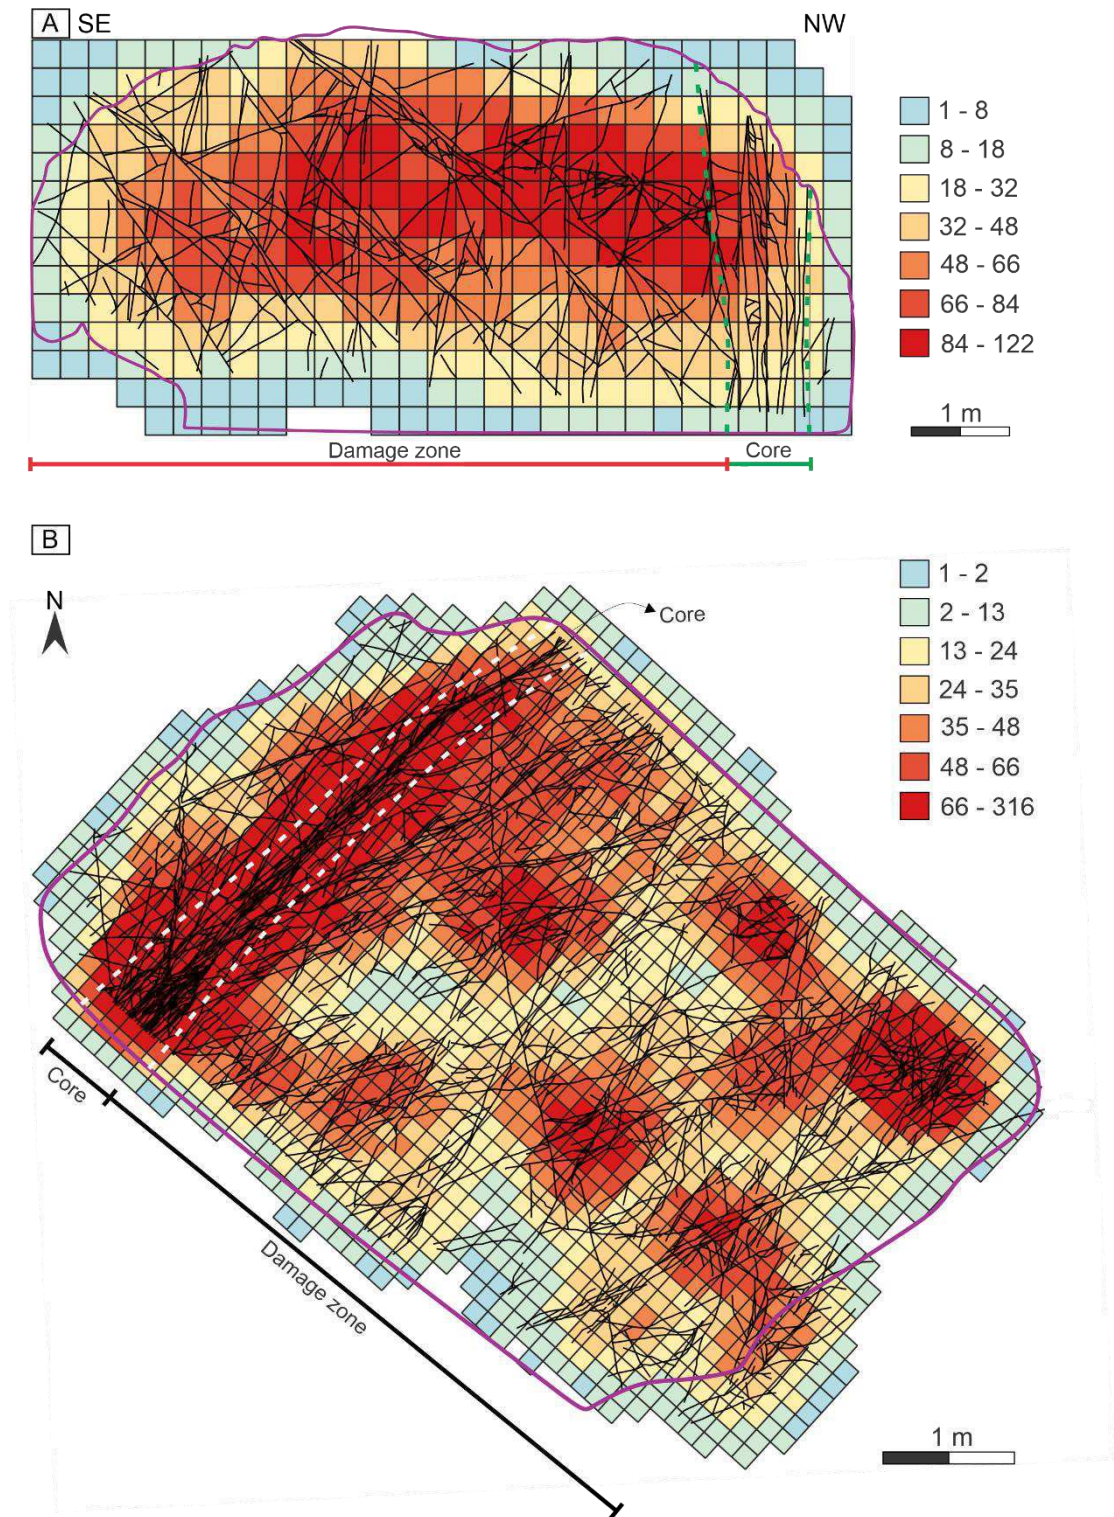 A SE
NW
1 - 8
8 - 18
18 - 32
32 - 48
48 - 66
66 - 84
84 - 122
1 m
Damage zone
Core
B
N
Core
1 - 2
2 - 13
13 - 24
24 - 35
35 - 48
48 - 66
66 - 316
Core
Damage zone
1 m